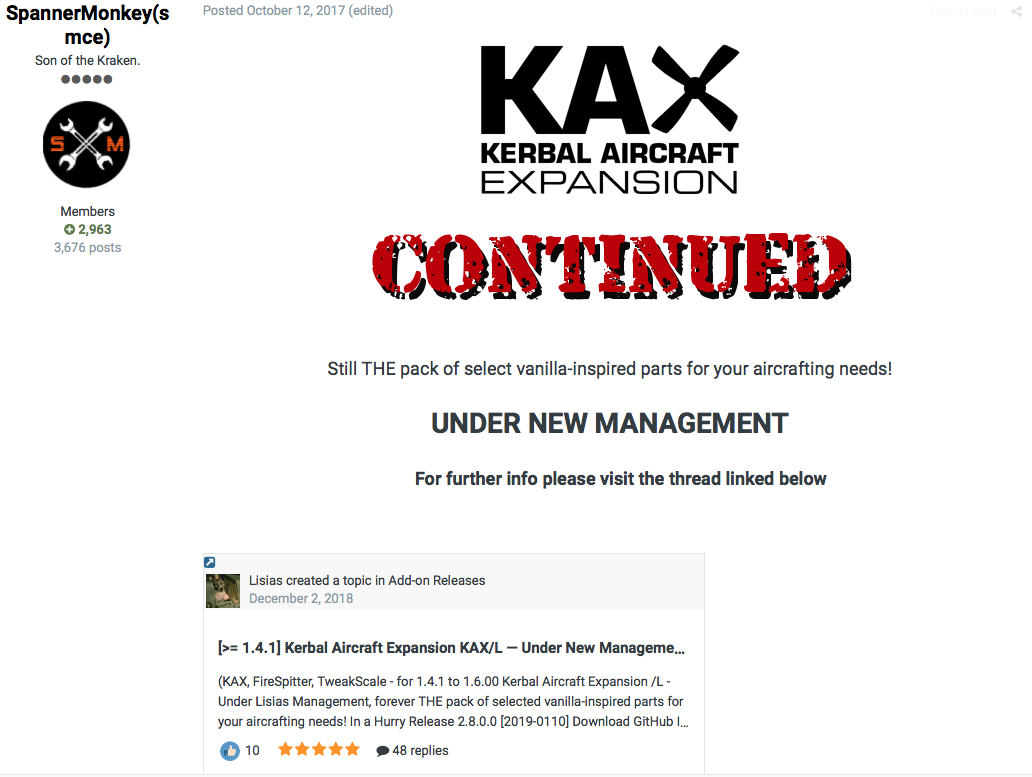 SpannerMonkey(s
mce)
Son of the Kraken.
S M
Members
2,963
3,676 posts
Posted October 12, 2017 (edited)
Report post
KAX
KERBAL AIRCRAFT
EXPANSION
CONTINUED
Still THE pack of select vanilla-inspired parts for your aircrafting needs!
UNDER NEW MANAGEMENT
For further info please visit the thread linked below
Lisias created a topic in Add-on Releases
December 2, 2018
[>= 1.4.1] Kerbal Aircraft Expansion KAX/L — Under New Manageme...
(KAX, FireSpitter, TweakScale - for 1.4.1 to 1.6.00 Kerbal Aircraft Expansion /L -
Under Lisias Management, forever THE pack of selected vanilla-inspired parts for
your aircrafting needs! In a Hurry Release 2.8.0.0 [2019-0110] Download GitHub I...
10 48 replies